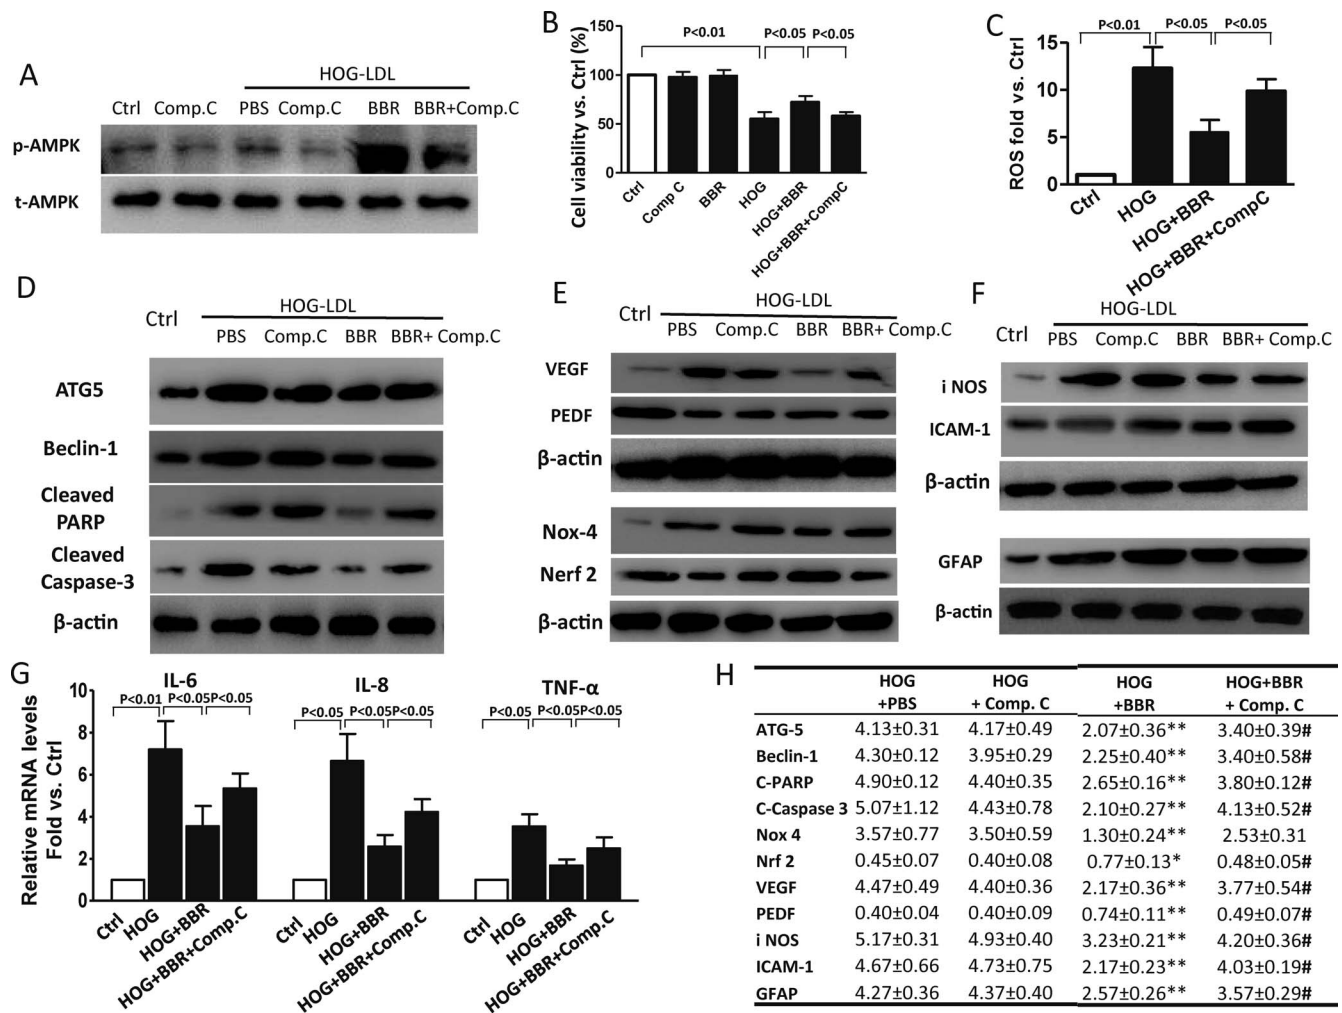 A
HOG-LDL
Ctrl Comp.C PBS Comp.C BBR BBR+Comp.C
p-AMPK
t-AMPK
B
Cell viability vs. Ctrl (%)
150
100
50
0
P<0.01 P<0.05 P<0.05
Ctrl Comp C BBR HOG HOG+BBR HOG+BBR+CompC
C
ROS fold vs. Ctrl
15
10
5
0
P<0.01 P<0.05 P<0.05
Ctrl HOG HOG+BBR HOG+BBR+CompC
D
HOG-LDL
Ctrl
PBS Comp.C BBR BBR+ Comp.C
ATG5
Beclin-1
Cleaved
PARP
Cleaved
Caspase-3
β-actin
E
HOG-LDL
Ctrl
PBS Comp.C BBR BBR+ Comp.C
VEGF
PEDF
β-actin
Nox-4
Nerf 2
β-actin
F
HOG-LDL
Ctrl
PBS Comp.C BBR BBR+ Comp.C
i NOS
ICAM-1
β-actin
GFAP
β-actin
G
Relative mRNA levels
Fold vs. Ctrl
10
8
6
4
2
0
IL-6
P<0.01 P<0.05 P<0.05
Ctrl HOG HOG+BBR HOG+BBR+Comp.C
IL-8
P<0.05 P<0.05 P<0.05
Ctrl HOG HOG+BBR HOG+BBR+Comp.C
TNF-α
P<0.05 P<0.05 P<0.05
Ctrl HOG HOG+BBR HOG+BBR+Comp.C
H
HOG HOG HOG HOG+BBR
+PBS + Comp. C +BBR + Comp. C
ATG-5 4.13±0.31 4.17±0.49 2.07±0.36** 3.40±0.39#
Beclin-1 4.30±0.12 3.95±0.29 2.25±0.40** 3.40±0.58#
C-PARP 4.90±0.12 4.40±0.35 2.65±0.16** 3.80±0.12#
C-Caspase 3 5.07±1.12 4.43±0.78 2.10±0.27** 4.13±0.52#
Nox 4 3.57±0.77 3.50±0.59 1.30±0.24** 2.53±0.31
Nrf 2 0.45±0.07 0.40±0.08 0.77±0.13* 0.48±0.05#
VEGF 4.47±0.49 4.40±0.36 2.17±0.36** 3.77±0.54#
PEDF 0.40±0.04 0.40±0.09 0.74±0.11** 0.49±0.07#
i NOS 5.17±0.31 4.93±0.40 3.23±0.21** 4.20±0.36#
ICAM-1 4.67±0.66 4.73±0.75 2.17±0.23** 4.03±0.19#
GFAP 4.27±0.36 4.37±0.40 2.57±0.26** 3.57±0.29#